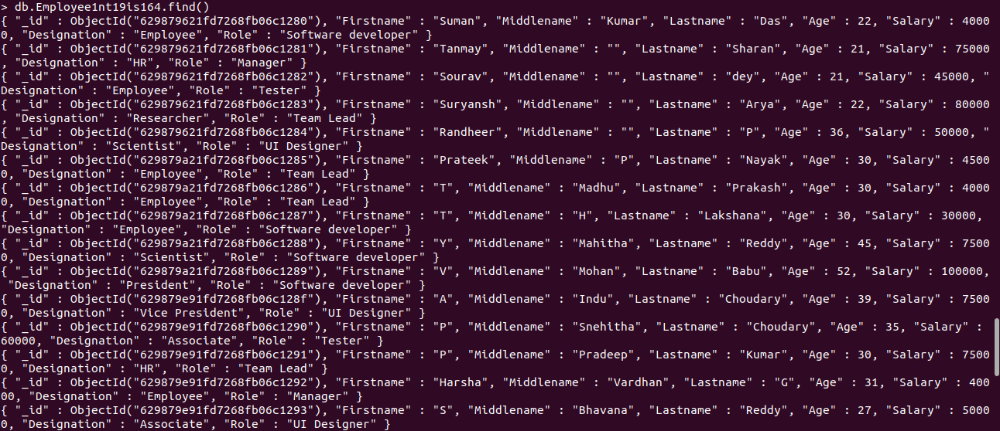 > db.Employee1nt19is164.find()
{ "_id" : ObjectId("629879621fd7268fb06c1280"), "Firstname" : "Suman", "Middlename" : "Kumar", "Lastname" : "Das", "Age" : 22, "Salary" : 4000
0, "Designation" : "Employee", "Role" : "Software developer" }
{ "_id" : ObjectId("629879621fd7268fb06c1281"), "Firstname" : "Tanmay", "Middlename" : "", "Lastname" : "Sharan", "Age" : 21, "Salary" : 75000
, "Designation" : "HR", "Role" : "Manager" }
{ "_id" : ObjectId("629879621fd7268fb06c1282"), "Firstname" : "Sourav", "Middlename" : "", "Lastname" : "dey", "Age" : 21, "Salary" : 45000, "
Designation" : "Employee", "Role" : "Tester" }
{ "_id" : ObjectId("629879621fd7268fb06c1283"), "Firstname" : "Suryansh", "Middlename" : "", "Lastname" : "Arya", "Age" : 22, "Salary" : 80000
, "Designation" : "Researcher", "Role" : "Team Lead" }
{ "_id" : ObjectId("629879621fd7268fb06c1284"), "Firstname" : "Randheer", "Middlename" : "", "Lastname" : "P", "Age" : 36, "Salary" : 50000, "
Designation" : "Scientist", "Role" : "UI Designer" }
{ "_id" : ObjectId("629879a21fd7268fb06c1285"), "Firstname" : "Prateek", "Middlename" : "P", "Lastname" : "Nayak", "Age" : 30, "Salary" : 4500
0, "Designation" : "Employee", "Role" : "Team Lead" }
{ "_id" : ObjectId("629879a21fd7268fb06c1286"), "Firstname" : "T", "Middlename" : "Madhu", "Lastname" : "Prakash", "Age" : 30, "Salary" : 4000
0, "Designation" : "Employee", "Role" : "Team Lead" }
{ "_id" : ObjectId("629879a21fd7268fb06c1287"), "Firstname" : "T", "Middlename" : "H", "Lastname" : "Lakshana", "Age" : 30, "Salary" : 30000,
"Designation" : "Employee", "Role" : "Software developer" }
{ "_id" : ObjectId("629879a21fd7268fb06c1288"), "Firstname" : "Y", "Middlename" : "Mahitha", "Lastname" : "Reddy", "Age" : 45, "Salary" : 7500
0, "Designation" : "Scientist", "Role" : "Software developer" }
{ "_id" : ObjectId("629879a21fd7268fb06c1289"), "Firstname" : "V", "Middlename" : "Mohan", "Lastname" : "Babu", "Age" : 52, "Salary" : 100000,
 "Designation" : "President", "Role" : "Software developer" }
{ "_id" : ObjectId("629879e91fd7268fb06c128f"), "Firstname" : "A", "Middlename" : "Indu", "Lastname" : "Choudary", "Age" : 39, "Salary" : 7500
0, "Designation" : "Vice President", "Role" : "UI Designer" }
{ "_id" : ObjectId("629879e91fd7268fb06c1290"), "Firstname" : "P", "Middlename" : "Snehitha", "Lastname" : "Choudary", "Age" : 35, "Salary" :
60000, "Designation" : "Associate", "Role" : "Tester" }
{ "_id" : ObjectId("629879e91fd7268fb06c1291"), "Firstname" : "P", "Middlename" : "Pradeep", "Lastname" : "Kumar", "Age" : 30, "Salary" : 7500
0, "Designation" : "HR", "Role" : "Team Lead" }
{ "_id" : ObjectId("629879e91fd7268fb06c1292"), "Firstname" : "Harsha", "Middlename" : "Vardhan", "Lastname" : "G", "Age" : 31, "Salary" : 400
00, "Designation" : "Employee", "Role" : "Manager" }
{ "_id" : ObjectId("629879e91fd7268fb06c1293"), "Firstname" : "S", "Middlename" : "Bhavana", "Lastname" : "Reddy", "Age" : 27, "Salary" : 5000
0, "Designation" : "Associate", "Role" : "UI Designer" }